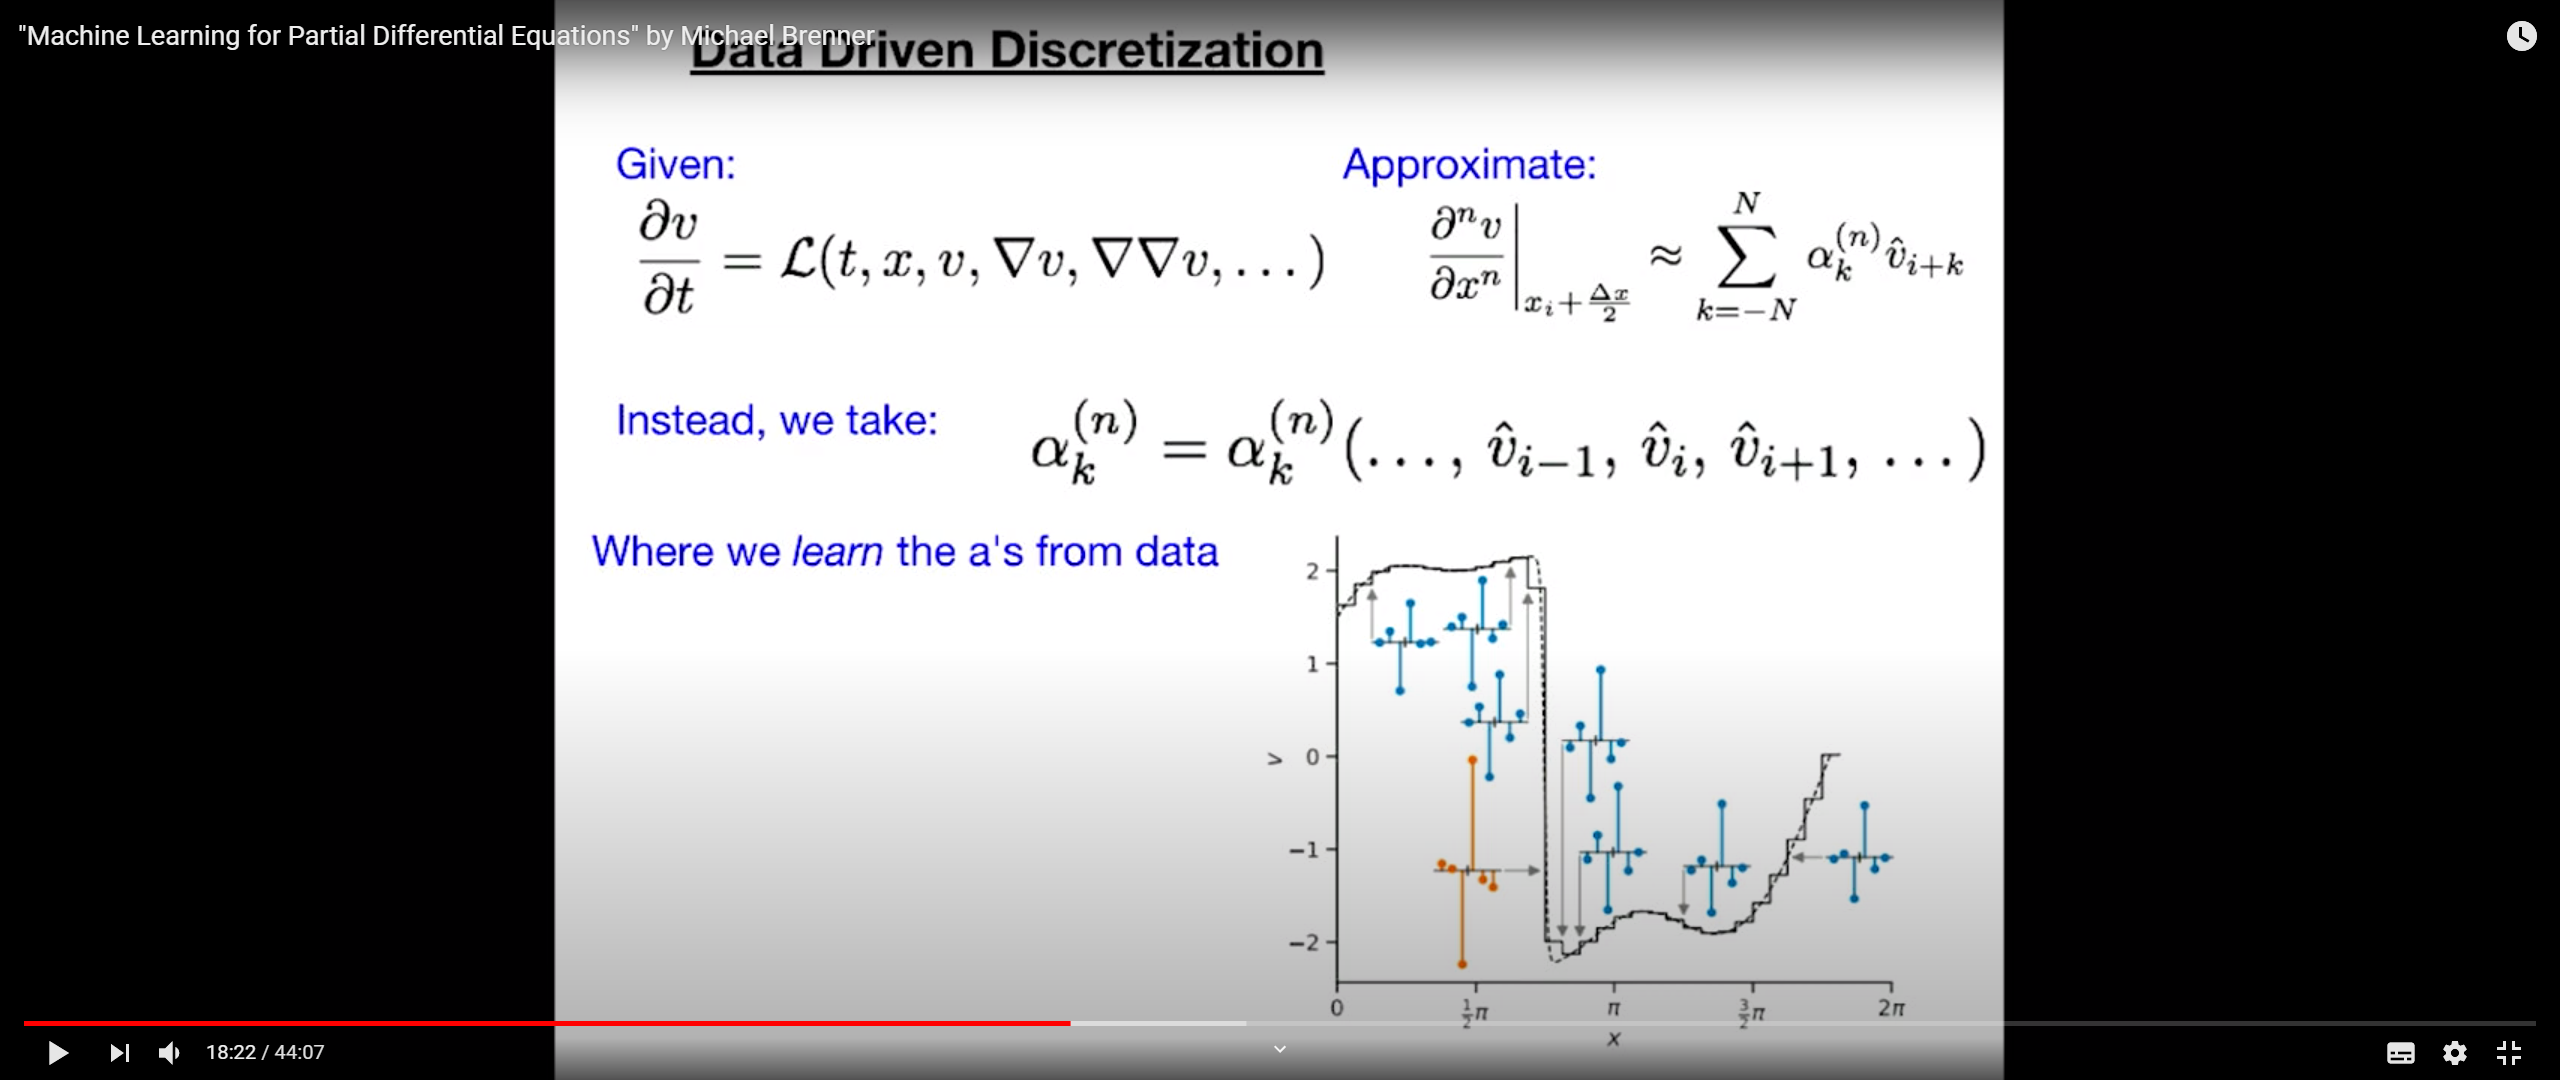 "Machine Learning for Partial Differential Equations" by Michael Brenner
Data Driven Discretization
Given:
∂v/∂t = ℒ(t, x, v, ∇v, ∇∇v, . . . )
Approximate:
∂ⁿv/∂xⁿ |_{x_i + Δx/2} ≈ ∑_{k=−N}^{N} α_k^{(n)} v̂_{i+k}
Instead, we take:
α_k^{(n)} = α_k^{(n)}(. . . , v̂_{i−1}, v̂_i, v̂_{i+1}, . . . )
Where we learn the a's from data
2
1
0
−1
−2
v
0
½π
π
3/2 π
2π
x
18:22 / 44:07